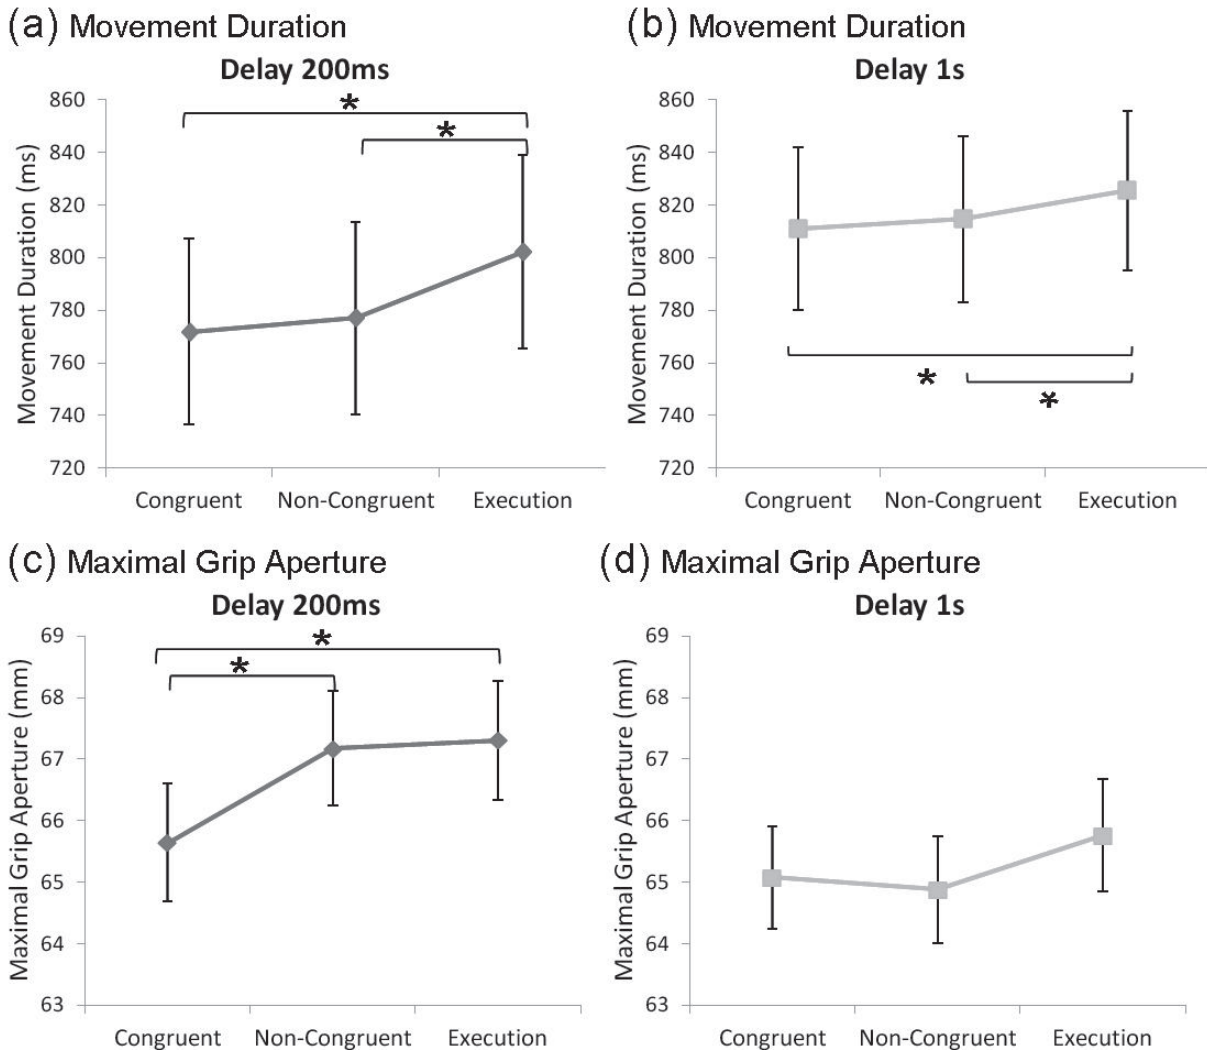 (a) Movement Duration
Delay 200ms
Movement Duration (ms)
860
840
820
800
780
760
740
720
*
*
Congruent Non-Congruent Execution
(b) Movement Duration
Delay 1s
Movement Duration (ms)
860
840
820
800
780
760
740
720
*
*
Congruent Non-Congruent Execution
(c) Maximal Grip Aperture
Delay 200ms
Maximal Grip Aperture (mm)
69
68
67
66
65
64
63
*
*
Congruent Non-Congruent Execution
(d) Maximal Grip Aperture
Delay 1s
Maximal Grip Aperture (mm)
69
68
67
66
65
64
63
Congruent Non-Congruent Execution